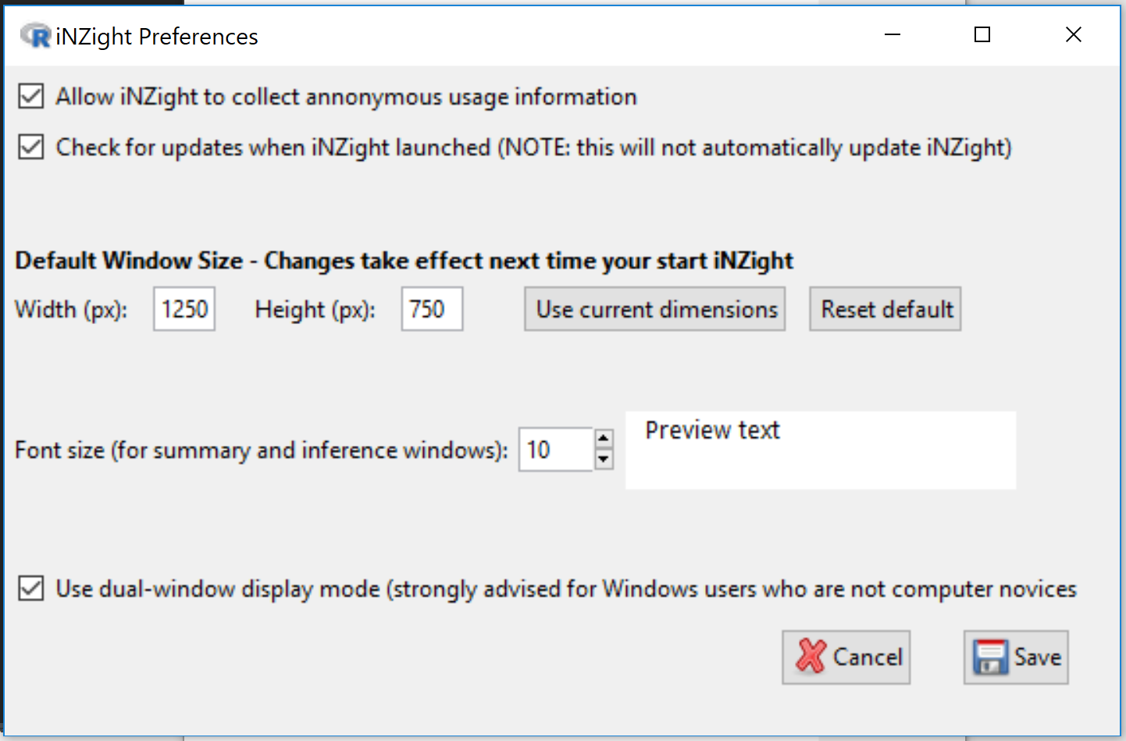 iNZight Preferences
Allow iNZight to collect annonymous usage information
Check for updates when iNZight launched (NOTE: this will not automatically update iNZight)
Default Window Size - Changes take effect next time your start iNZight
Width (px): 1250 Height (px): 750 Use current dimensions Reset default
Font size (for summary and inference windows): 10 Preview text
Use dual-window display mode (strongly advised for Windows users who are not computer novices
Cancel Save